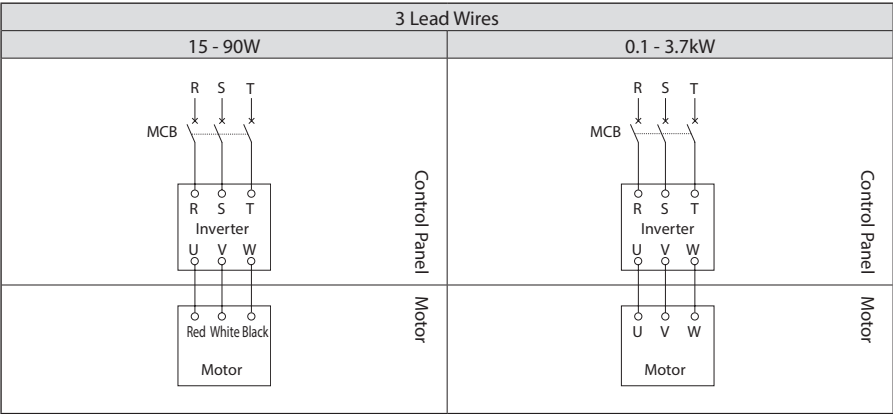 3 Lead Wires
15 - 90W
0.1 - 3.7kW
R S T
MCB
R S T
Inverter
U V W
Control Panel
Red White Black
Motor
Motor
R S T
MCB
R S T
Inverter
U V W
Control Panel
U V W
Motor
Motor